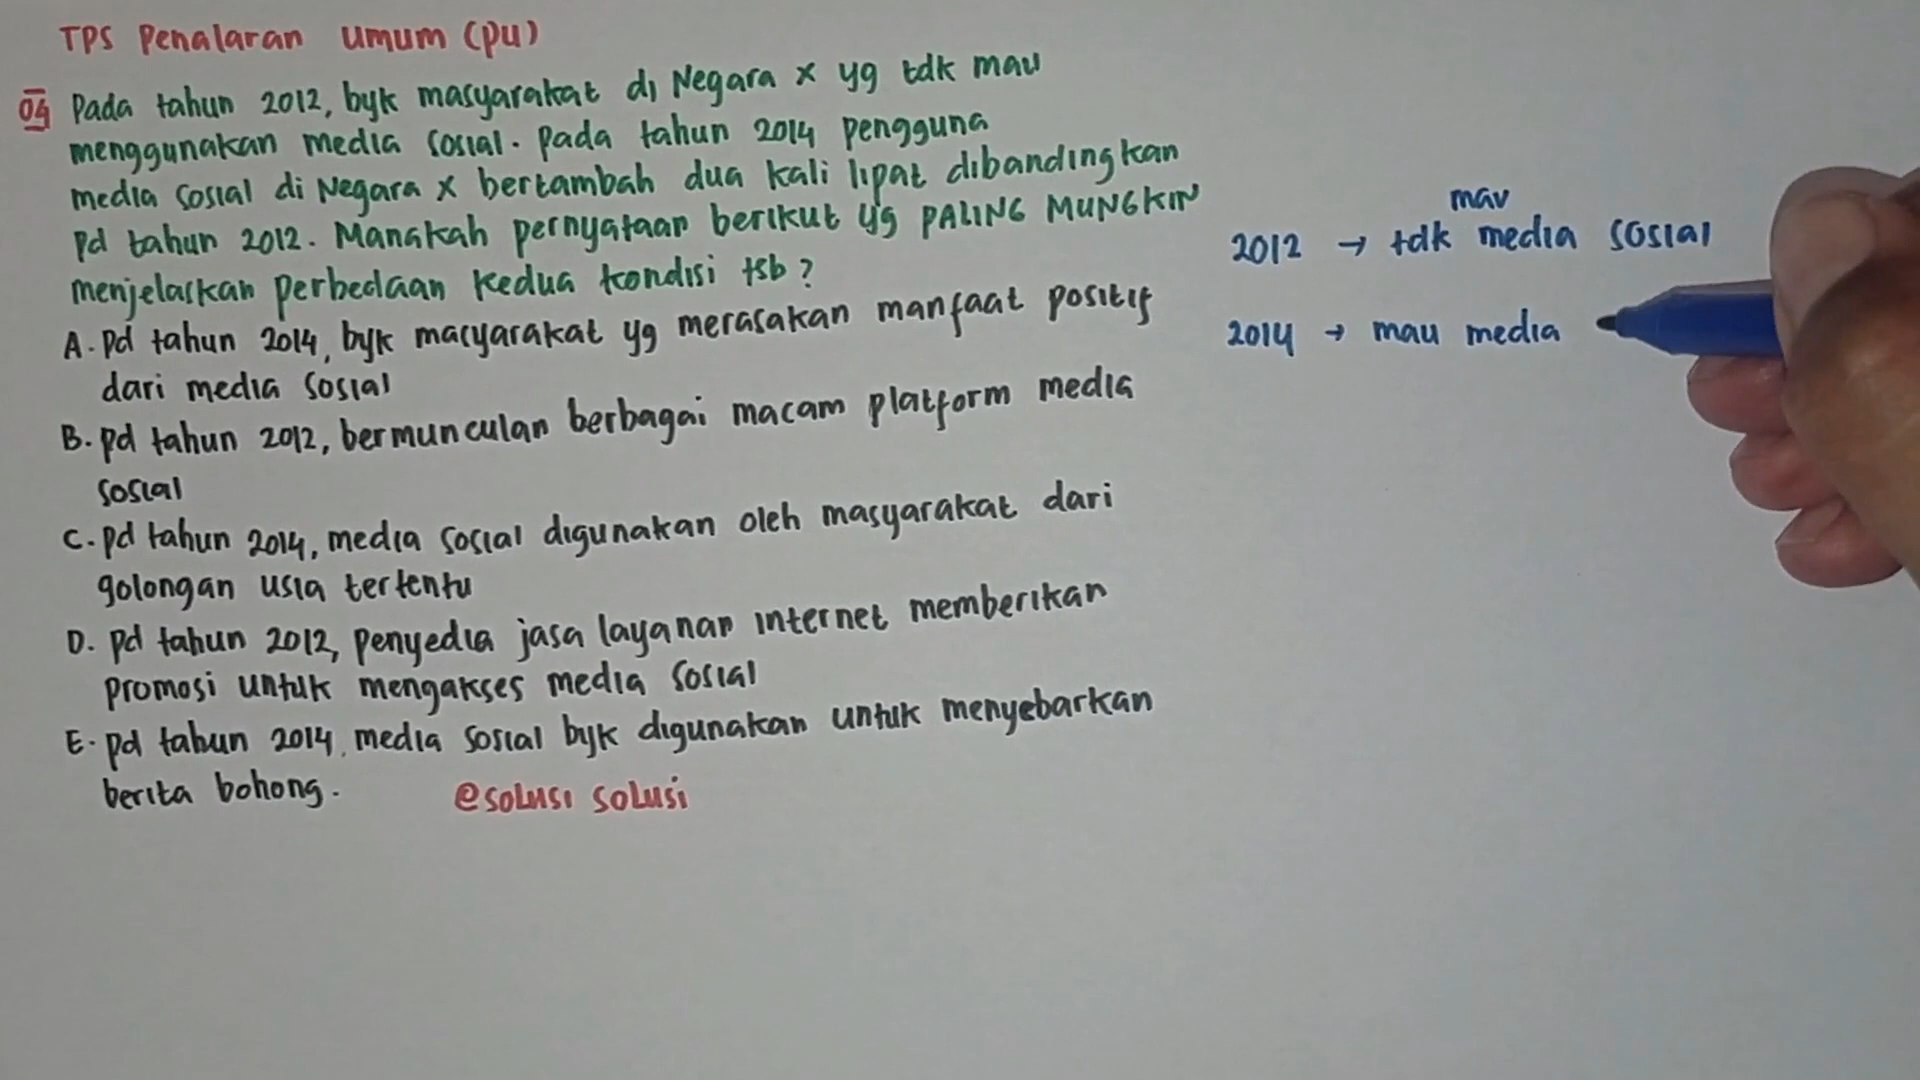 TPS Penalaran umum (pu)
04 Pada tahun 2012, byk masyarakat di Negara x yg tdk mau
menggunakan media sosial. pada tahun 2014 pengguna
media sosial di Negara x bertambah dua kali lipat dibandingkan
pd tahun 2012. Manakah pernyataan berikut yg PALING MUNGKIN
menjelaskan perbedaan kedua kondisi tsb?
A. Pd tahun 2014, byk masyarakat yg merasakan manfaat positif
dari media sosial
B. pd tahun 2012, bermunculan berbagai macam platform media
sosial
C. pd tahun 2014, media sosial digunakan oleh masyarakat dari
golongan usia tertentu
D. pd tahun 2012, penyedia jasa layanan internet memberikan
promosi untuk mengakses media sosial
E. pd tahun 2014, media sosial byk digunakan untuk menyebarkan
berita bohong.
@solusi solusi
mau
2012 → tdk media sosial
2014 → mau media